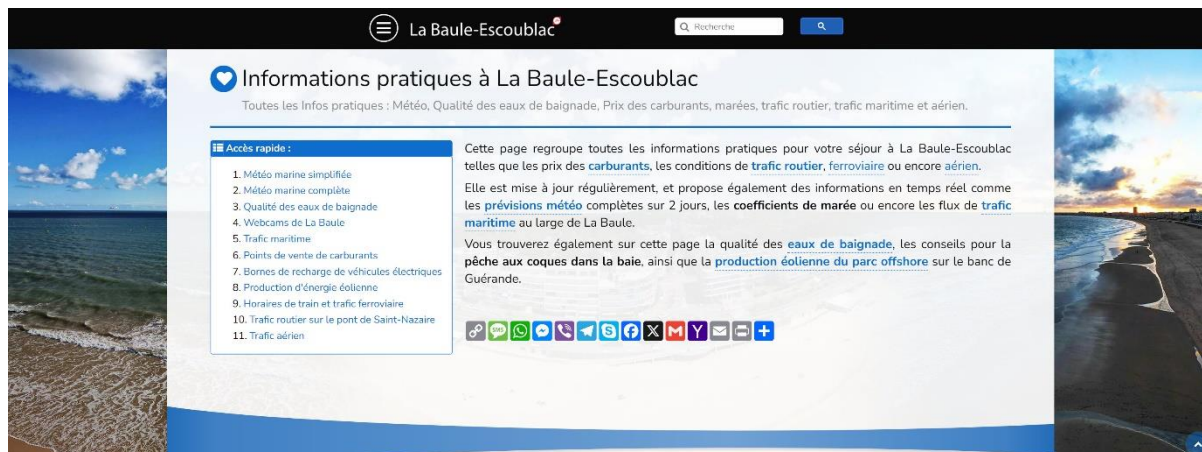 La Baule-Escoublac
Recherche
Informations pratiques à La Baule-Escoublac
Toutes les Infos pratiques : Météo, Qualité des eaux de baignade, Prix des carburants, marées, trafic routier, trafic maritime et aérien.
Accès rapide :
1. Météo marine simplifiée
2. Météo marine complète
3. Qualité des eaux de baignade
4. Webcams de La Baule
5. Trafic maritime
6. Points de vente de carburants
7. Bornes de recharge de véhicules électriques
8. Production d'énergie éolienne
9. Horaires de train et trafic ferroviaire
10. Trafic routier sur le pont de Saint-Nazaire
11. Trafic aérien
Cette page regroupe toutes les informations pratiques pour votre séjour à La Baule-Escoublac
telles que les prix des carburants, les conditions de trafic routier, ferroviaire ou encore aérien.
Elle est mise à jour régulièrement, et propose également des informations en temps réel comme
les prévisions météo complètes sur 2 jours, les coefficients de marée ou encore les flux de trafic
maritime au large de La Baule.
Vous trouverez également sur cette page la qualité des eaux de baignade, les conseils pour la
pêche aux coques dans la baie, ainsi que la production éolienne du parc offshore sur le banc de
Guérande.
SMS